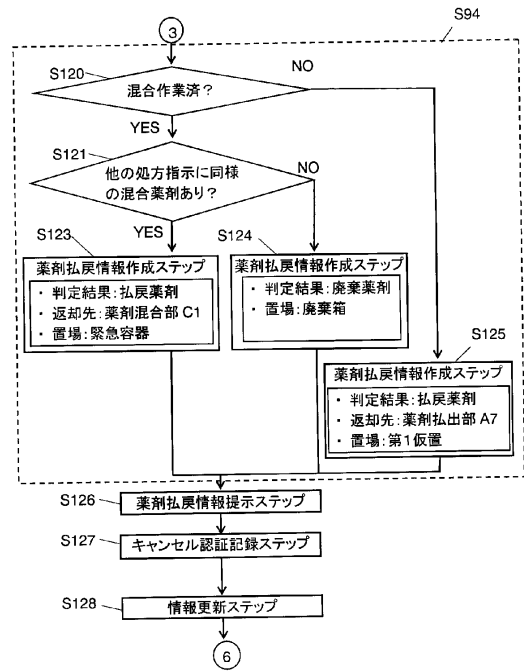 3
S94
S120
混合作業済?
NO
YES
S121
他の処方指示に同様
の混合薬剤あり?
NO
YES
S123
薬剤払戻情報作成ステップ
・ 判定結果:払戻薬剤
・ 返却先:薬剤混合部 C1
・ 置場:緊急容器
S124
薬剤払戻情報作成ステップ
・ 判定結果:廃棄薬剤
・ 置場:廃棄箱
S125
薬剤払戻情報作成ステップ
・ 判定結果:払戻薬剤
・ 返却先:薬剤払出部 A7
・ 置場:第1仮置
S126
薬剤払戻情報提示ステップ
S127
キャンセル認証記録ステップ
S128
情報更新ステップ
6